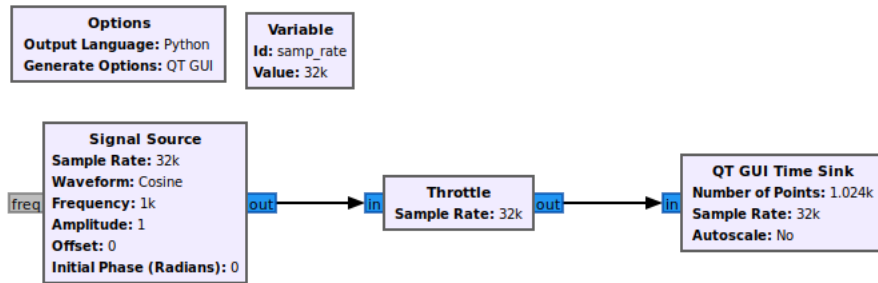 Options
Output Language: Python
Generate Options: QT GUI
Variable
Id: samp_rate
Value: 32k
Signal Source
Sample Rate: 32k
Waveform: Cosine
Frequency: 1k
Amplitude: 1
Offset: 0
Initial Phase (Radians): 0
freq
out
in
Throttle
Sample Rate: 32k
out
in
QT GUI Time Sink
Number of Points: 1.024k
Sample Rate: 32k
Autoscale: No